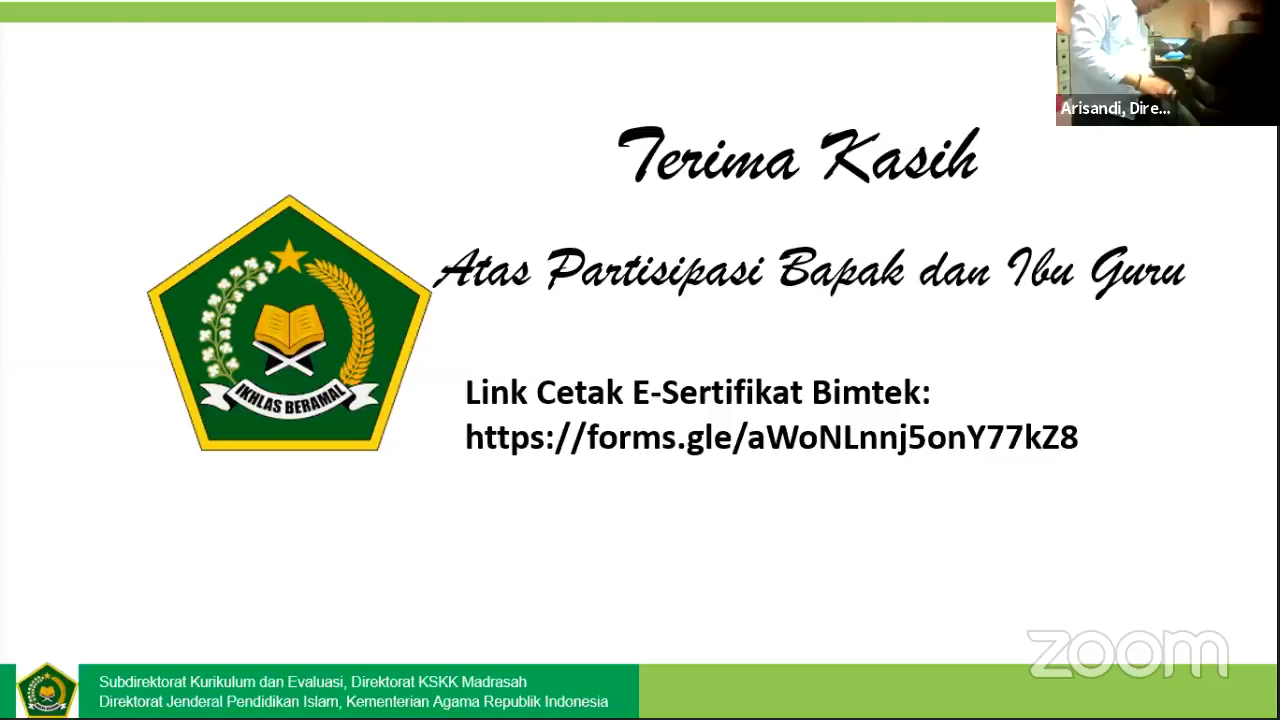 Arisandi, Dire...
Terima Kasih
Atas Partisipasi Bapak dan Ibu Guru
IKHLAS BERAMAL
Link Cetak E-Sertifikat Bimtek:
https://forms.gle/aWoNLnnj5onY77kZ8
zoom
Subdirektorat Kurikulum dan Evaluasi, Direktorat KSKK Madrasah
Direktorat Jenderal Pendidikan Islam, Kementerian Agama Republik Indonesia